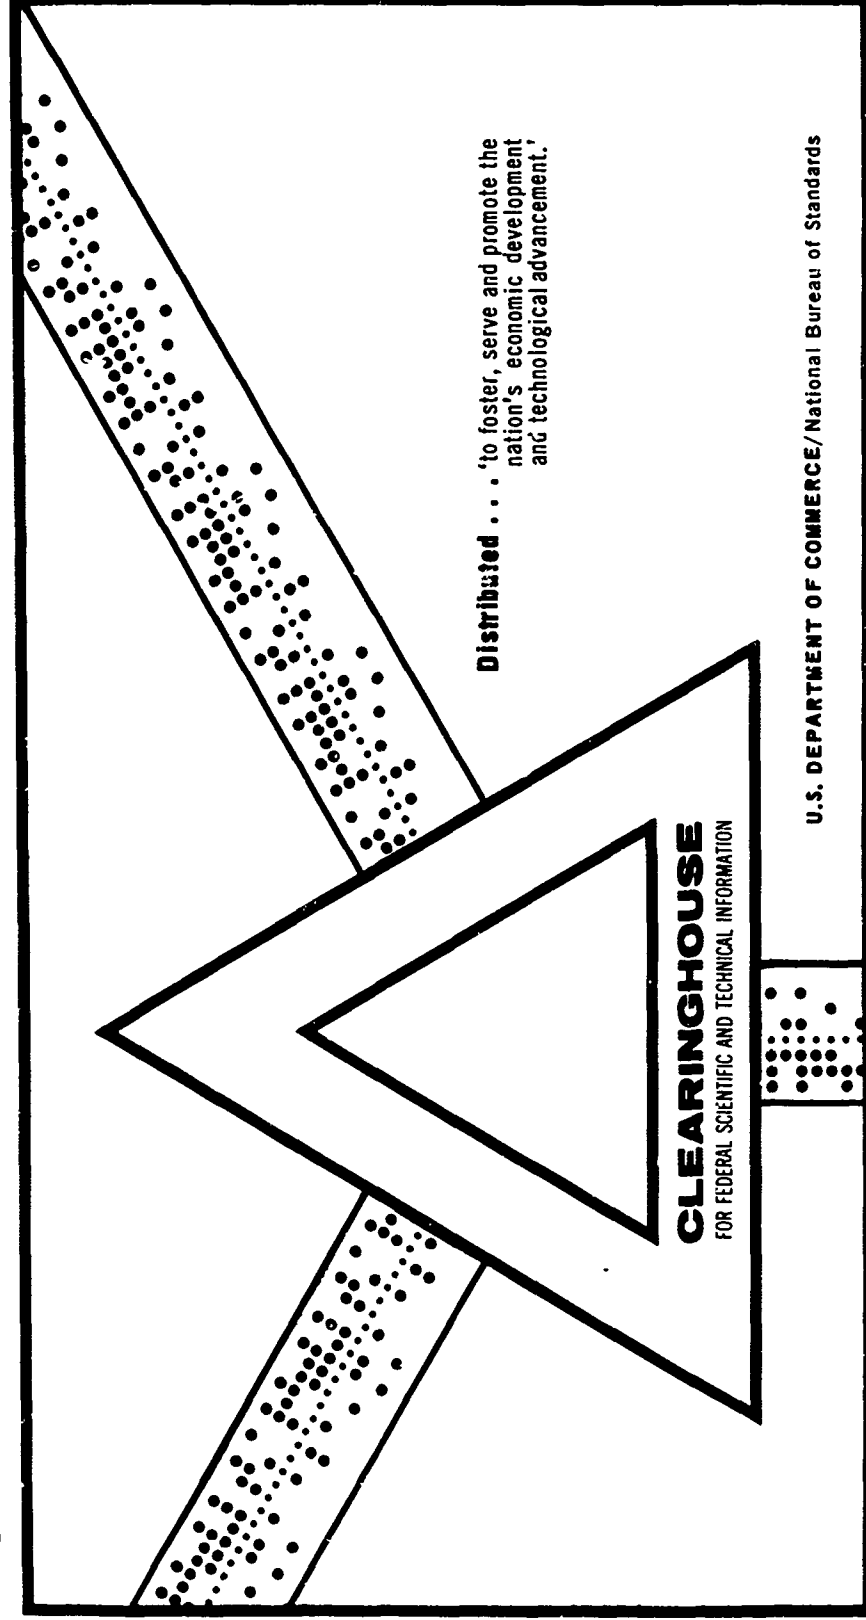 Distributed . . . 'to foster, serve and promote the
nation's economic development
and technological advancement.'
CLEARINGHOUSE
FOR FEDERAL SCIENTIFIC AND TECHNICAL INFORMATION
U.S. DEPARTMENT OF COMMERCE/National Bureau of Standards